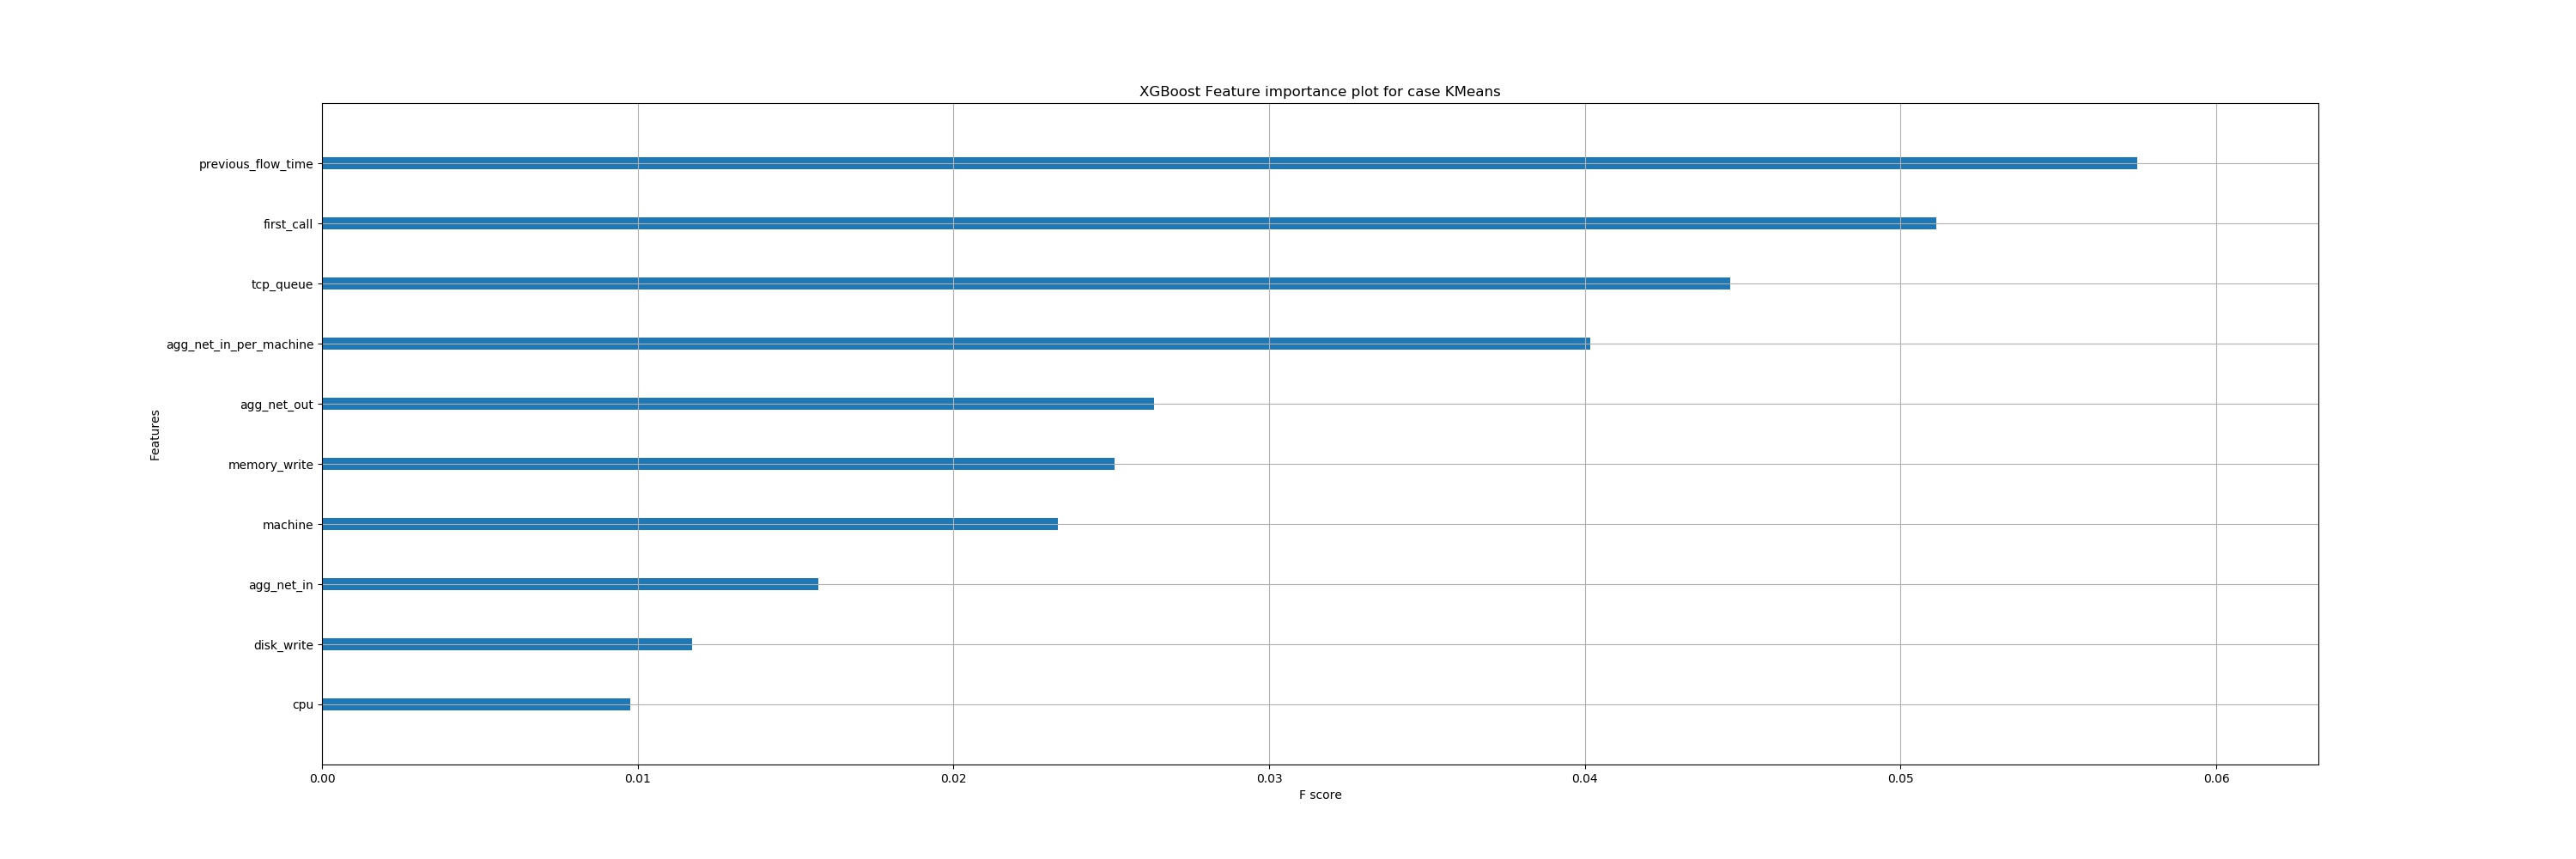 XGBoost Feature importance plot for case KMeans
previous_flow_time
first_call
tcp_queue
agg_net_in_per_machine
agg_net_out
memory_write
machine
agg_net_in
disk_write
cpu
Features
0.00 0.01 0.02 0.03 0.04 0.05 0.06
F score